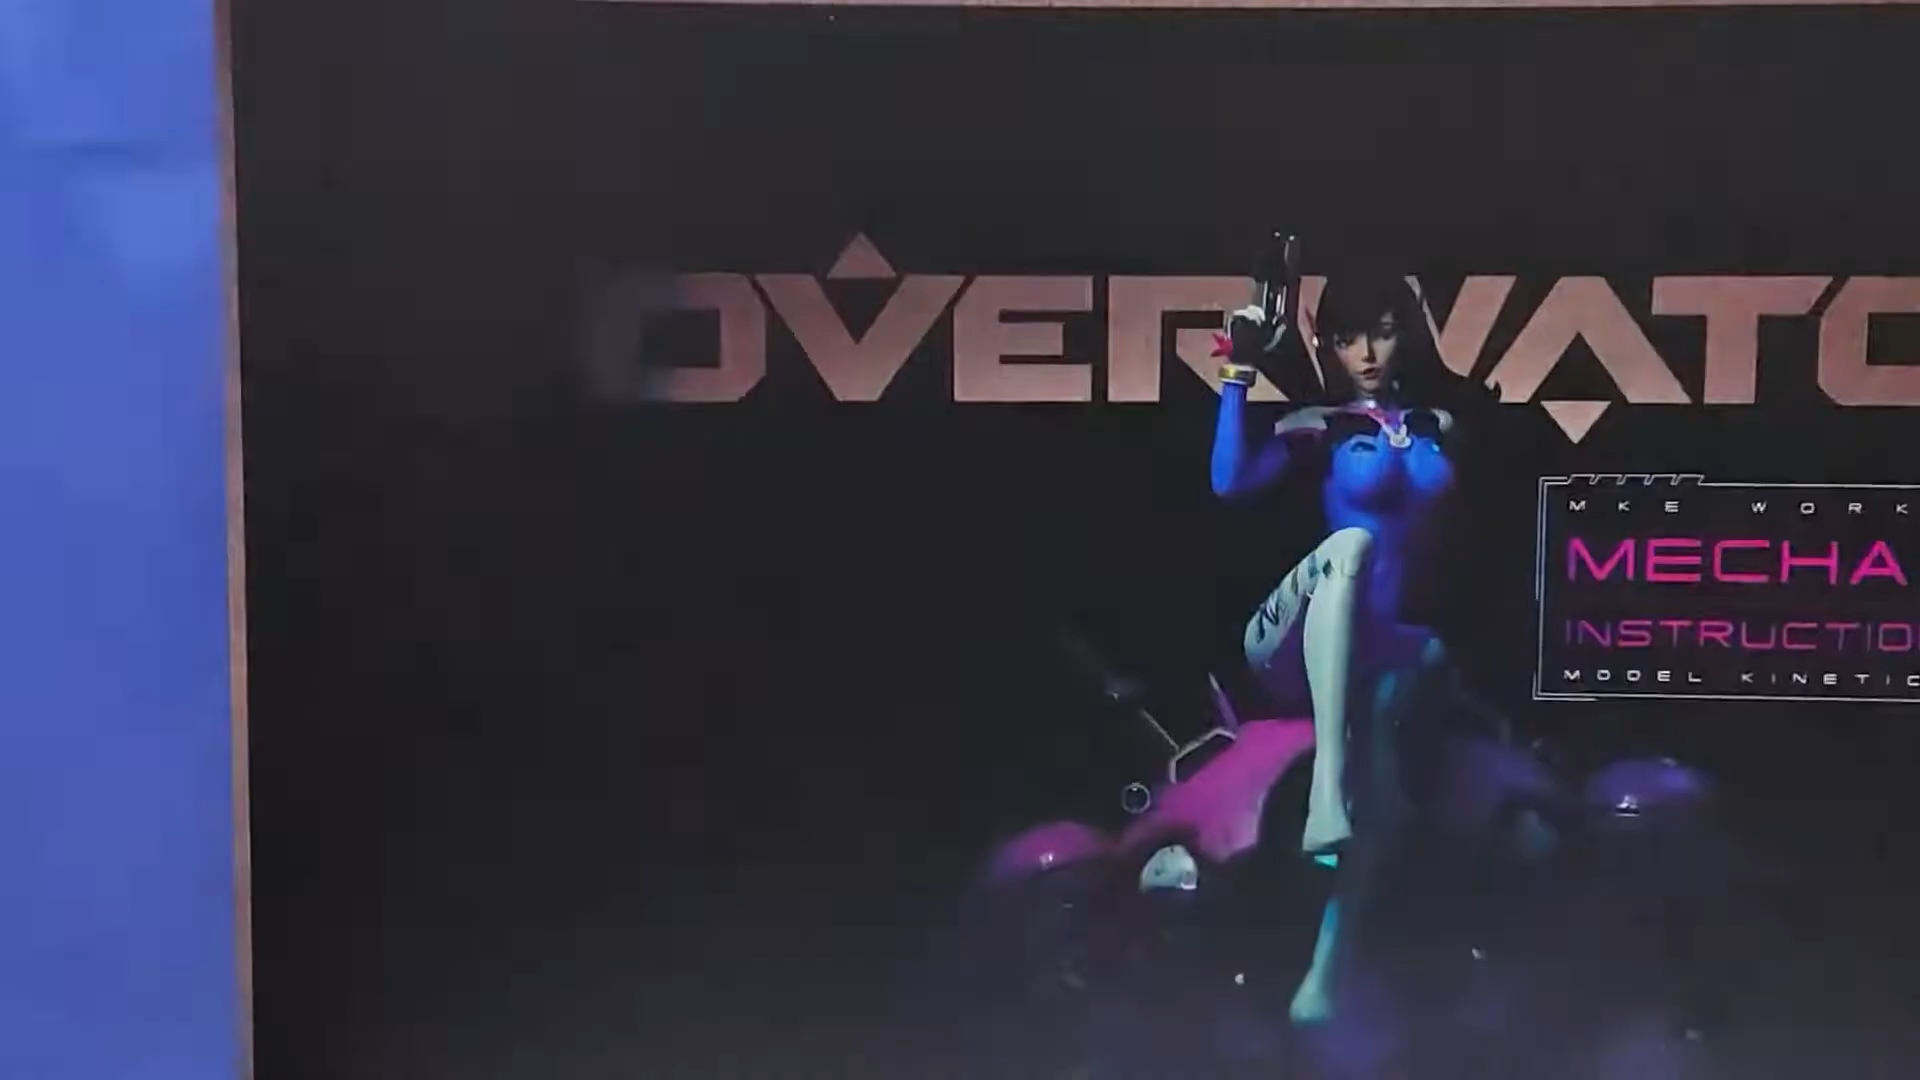 OVERWATC
MKE WORK
MECHA
INSTRUCTIO
MODEL KINETIC